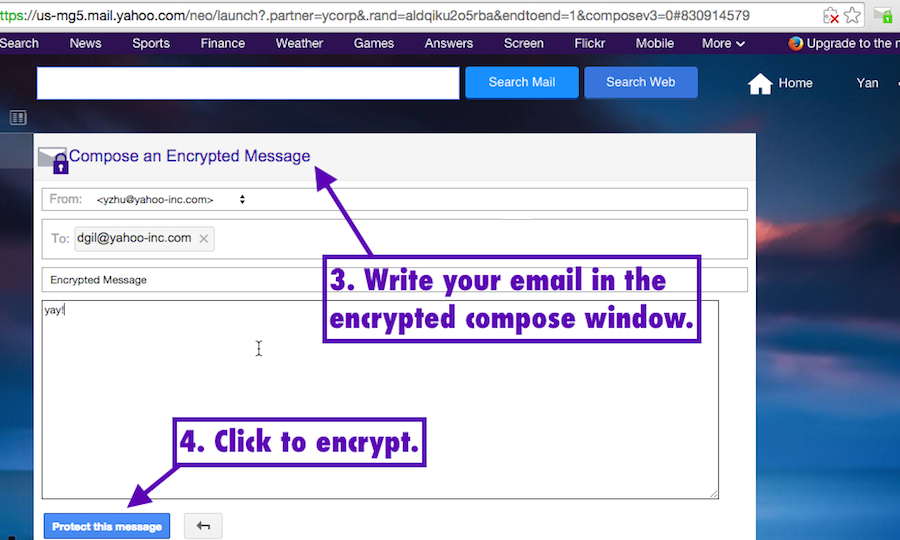 ttps://us-mg5.mail.yahoo.com/neo/launch?.partner=ycorp&.rand=aldqiku2o5rba&endtoend=1&composev3=0#830914579
Search News Sports Finance Weather Games Answers Screen Flickr Mobile More Upgrade to the n
Search Mail Search Web Home Yan
Compose an Encrypted Message
From: <yzhu@yahoo-inc.com>
To: dgil@yahoo-inc.com ×
Encrypted Message
3. Write your email in the
encrypted compose window.
yay!
4. Click to encrypt.
Protect this message